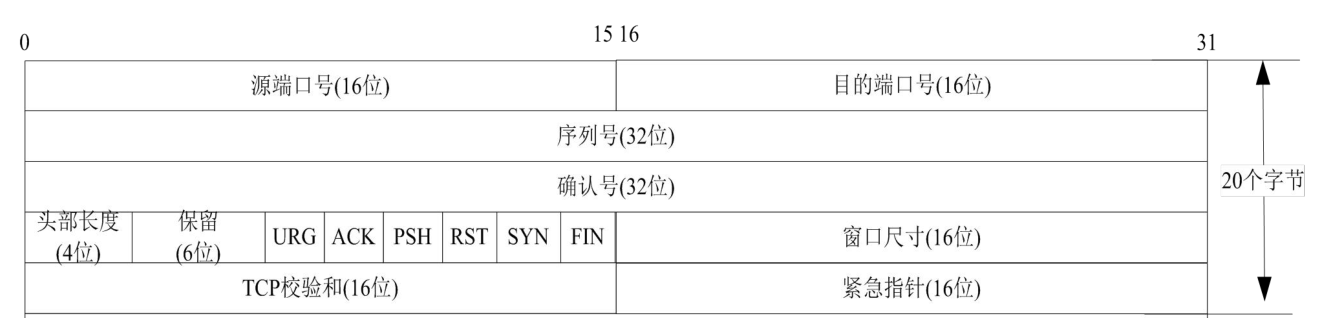 0 15 16 31
源端口号(16位) 目的端口号(16位)
序列号(32位)
确认号(32位) 20个字节
头部长度 保留
(4位) (6位) URG ACK PSH RST SYN FIN 窗口尺寸(16位)
TCP校验和(16位) 紧急指针(16位)